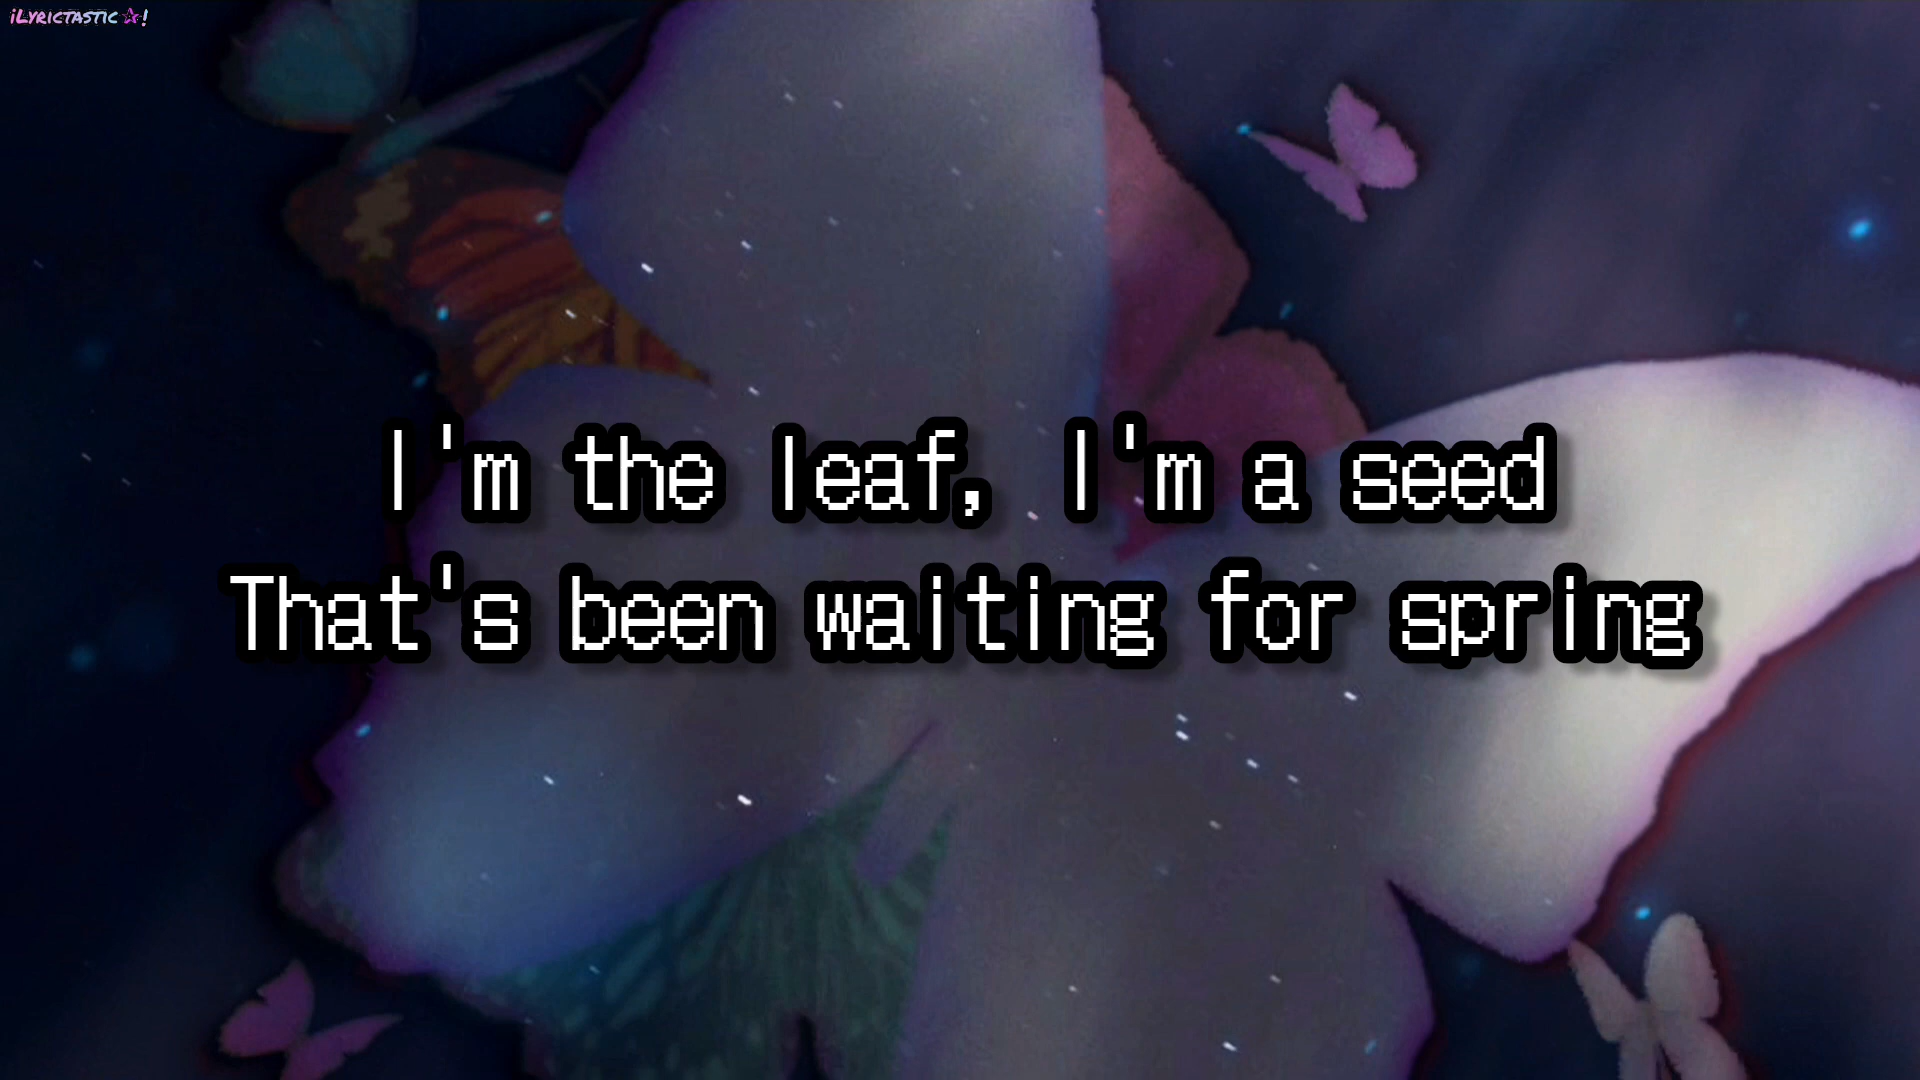 iLyrictastic☆!
I'm the leaf, I'm a seed
That's been waiting for spring